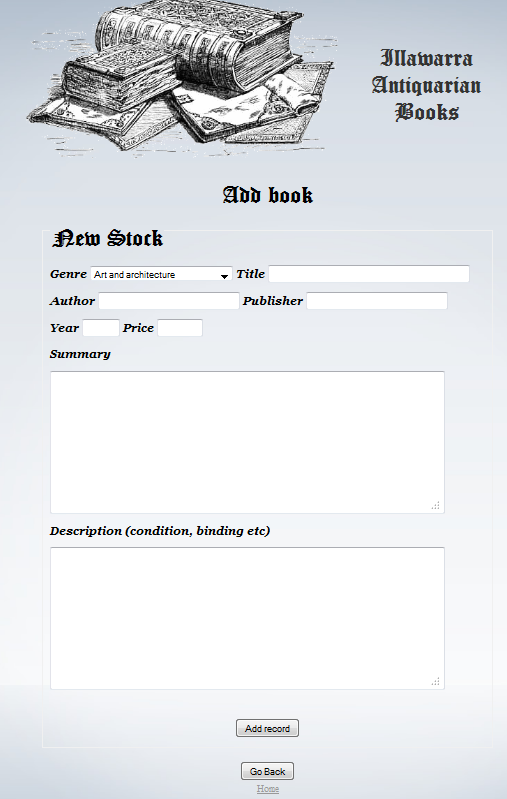 Illawarra
Antiquarian
Books
Add book
New Stock
Genre Art and architecture Title
Author Publisher
Year Price
Summary
Description (condition, binding etc)
Add record
Go Back
Home